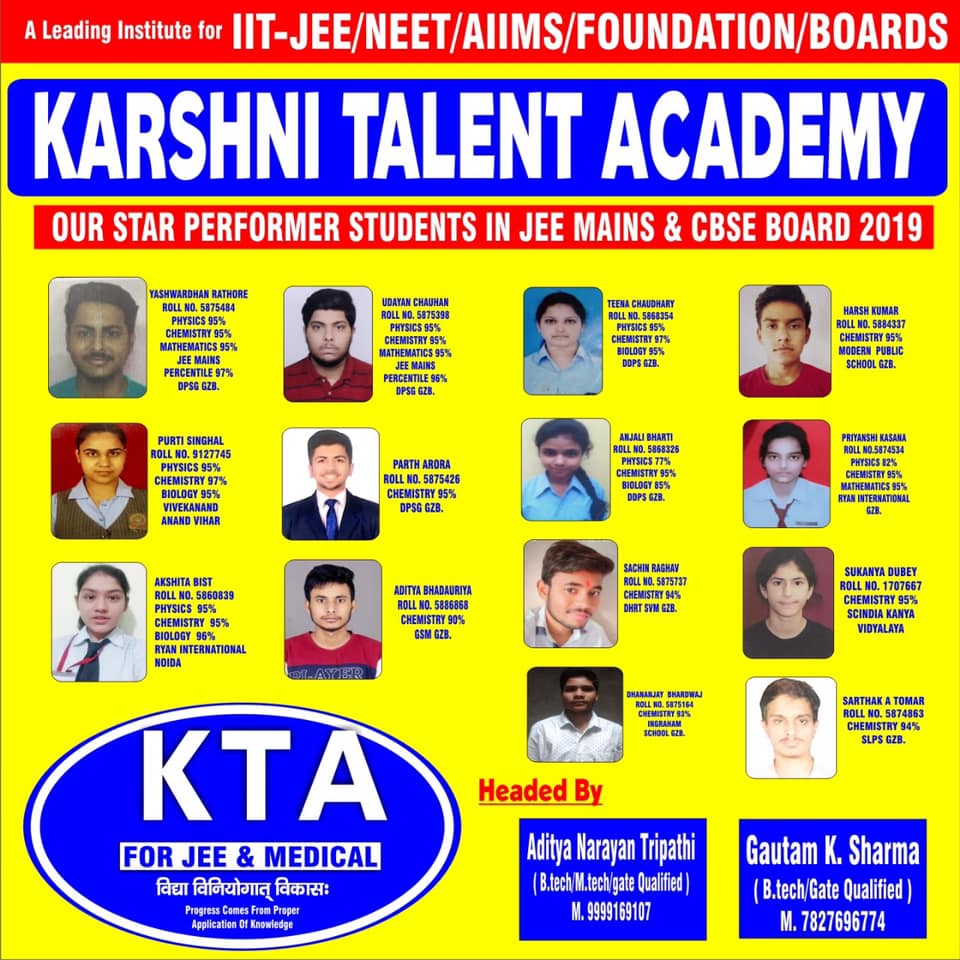 A Leading Institute for IIT-JEE/NEET/AIIMS/FOUNDATION/BOARDS
KARSHNI TALENT ACADEMY
OUR STAR PERFORMER STUDENTS IN JEE MAINS & CBSE BOARD 2019
YASHWARDHAN RATHORE
ROLL NO. 5875484
PHYSICS 95%
CHEMISTRY 95%
MATHEMATICS 95%
JEE MAINS
PERCENTILE 97%
DPSG GZB.
UDAYAN CHAUHAN
ROLL NO. 5875398
PHYSICS 95%
CHEMISTRY 95%
MATHEMATICS 95%
JEE MAINS
PERCENTILE 96%
DPSG GZB.
TEENA CHAUDHARY
ROLL NO. 5868354
PHYSICS 95%
CHEMISTRY 97%
BIOLOGY 95%
DDPS GZB.
HARSH KUMAR
ROLL NO. 5884337
CHEMISTRY 95%
MODERN PUBLIC
SCHOOL GZB.
PURTI SINGHAL
ROLL NO. 9127745
PHYSICS 95%
CHEMISTRY 97%
BIOLOGY 95%
VIVEKANAND
ANAND VIHAR
PARTH ARORA
ROLL NO. 5875426
CHEMISTRY 95%
DPSG GZB.
ANJALI BHARTI
ROLL NO. 5868326
PHYSICS 77%
CHEMISTRY 95%
BIOLOGY 85%
DDPS GZB.
PRIYANSHI KASANA
ROLL NO.5874534
PHYSICS 82%
CHEMISTRY 95%
MATHEMATICS 95%
RYAN INTERNATIONAL
GZB.
AKSHITA BIST
ROLL NO. 5860839
PHYSICS 95%
CHEMISTRY 95%
BIOLOGY 96%
RYAN INTERNATIONAL
NOIDA
ADITYA BHADAURIYA
ROLL NO. 5886868
CHEMISTRY 90%
GSM GZB.
PLAYER
SACHIN RAGHAV
ROLL NO. 5875737
CHEMISTRY 94%
DHRT SVM GZB.
SUKANYA DUBEY
ROLL NO. 1707667
CHEMISTRY 95%
SCINDIA KANYA
VIDYALAYA
DHANANJAY BHARDWAJ
ROLL NO. 5875164
CHEMISTRY 93%
INGRAHAM
SCHOOL GZB.
SARTHAK A TOMAR
ROLL NO. 5874863
CHEMISTRY 94%
SLPS GZB.
KTA
FOR JEE & MEDICAL
विद्या विनियोगात् विकासः
Progress Comes From Proper
Application Of Knowledge
Headed By
Aditya Narayan Tripathi
( B.tech/M.tech/gate Qualified )
M. 9999169107
Gautam K. Sharma
( B.tech/Gate Qualified )
M. 7827696774